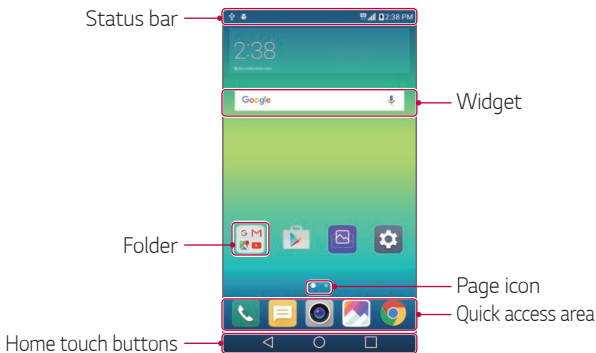 Status bar
2:38 PM
2:38
Google
Widget
G M
Folder
Page icon
Quick access area
Home touch buttons